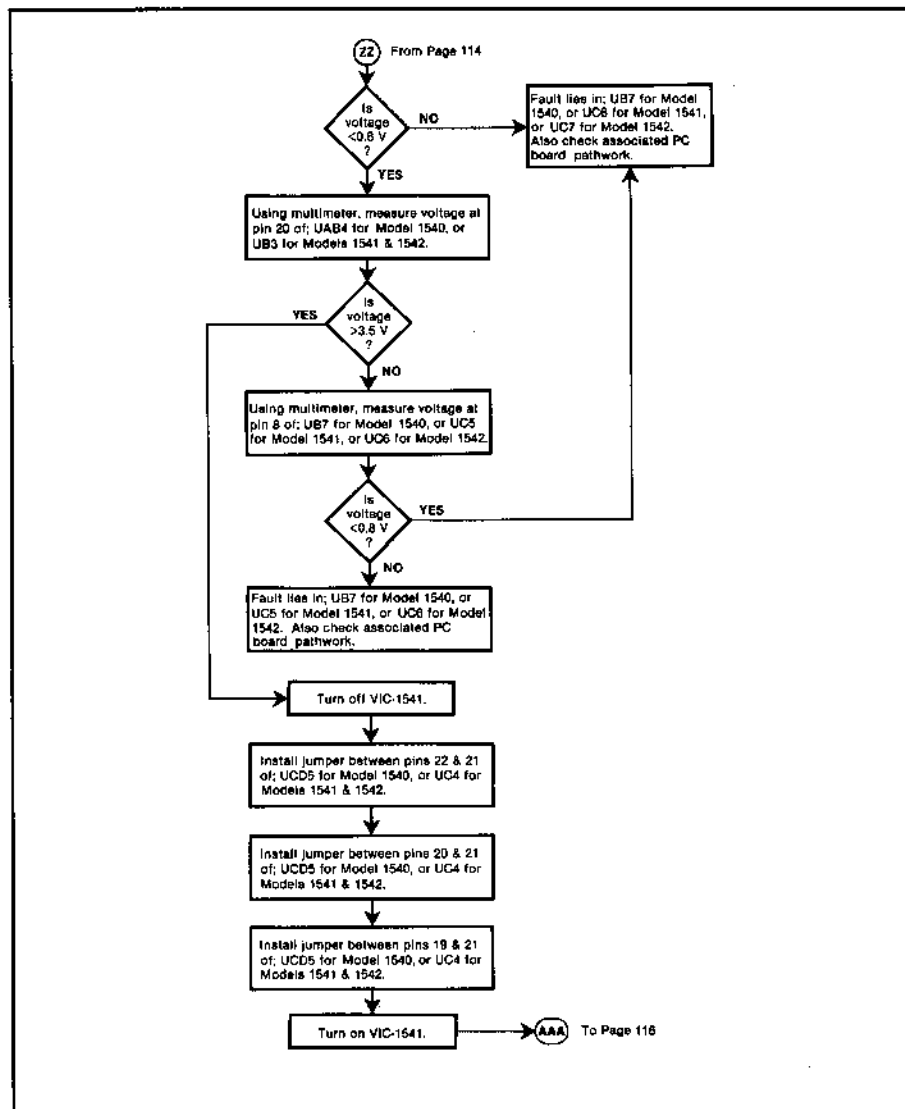 ZZ From Page 114
Is
voltage
<0.8 V
?
NO
YES
Fault lies in; UB7 for Model
1540, or UC6 for Model 1541,
or UC7 for Model 1542.
Also check associated PC
board pathwork.
Using multimeter, measure voltage at
pin 20 of; UAB4 for Model 1540, or
UB3 for Models 1541 & 1542.
Is
voltage
>3.5 V
?
YES
NO
Using multimeter, measure voltage at
pin 8 of; UB7 for Model 1540, or UC5
for Model 1541, or UC6 for Model 1542.
Is
voltage
<0.8 V
?
YES
NO
Fault lies in; UB7 for Model 1540, or
UC5 for Model 1541, or UC6 for Model
1542. Also check associated PC
board pathwork.
Turn off VIC-1541.
Install jumper between pins 22 & 21
of; UCD5 for Model 1540, or UC4 for
Models 1541 & 1542.
Install jumper between pins 20 & 21
of; UCD5 for Model 1540, or UC4 for
Models 1541 & 1542.
Install jumper between pins 19 & 21
of; UCD5 for Model 1540, or UC4 for
Models 1541 & 1542.
Turn on VIC-1541.
AAA To Page 116